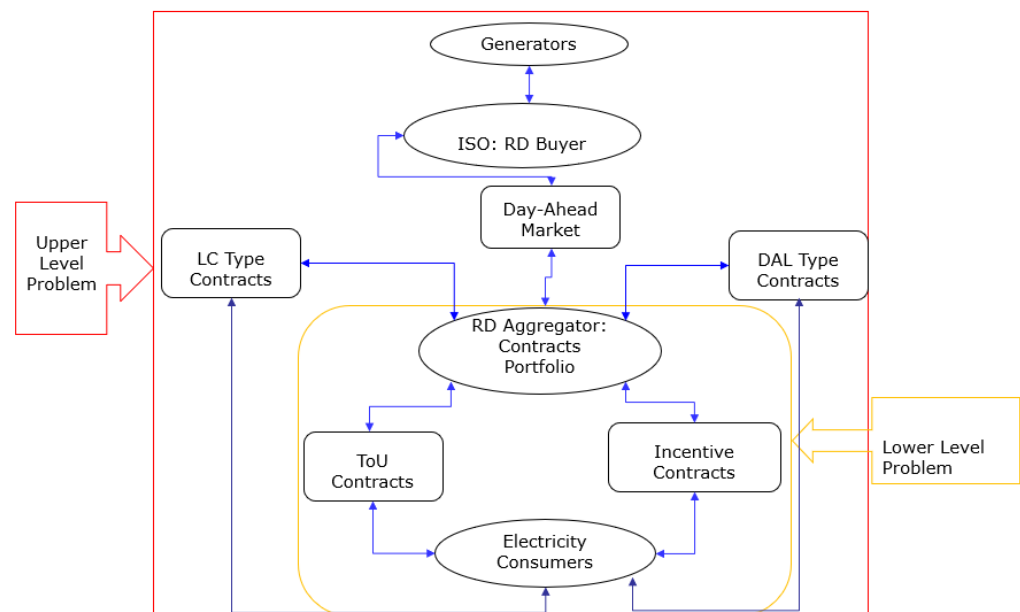 Generators
ISO: RD Buyer
Day-Ahead
Market
Upper
Level
Problem
LC Type
Contracts
DAL Type
Contracts
RD Aggregator:
Contracts
Portfolio
ToU
Contracts
Incentive
Contracts
Lower Level
Problem
Electricity
Consumers